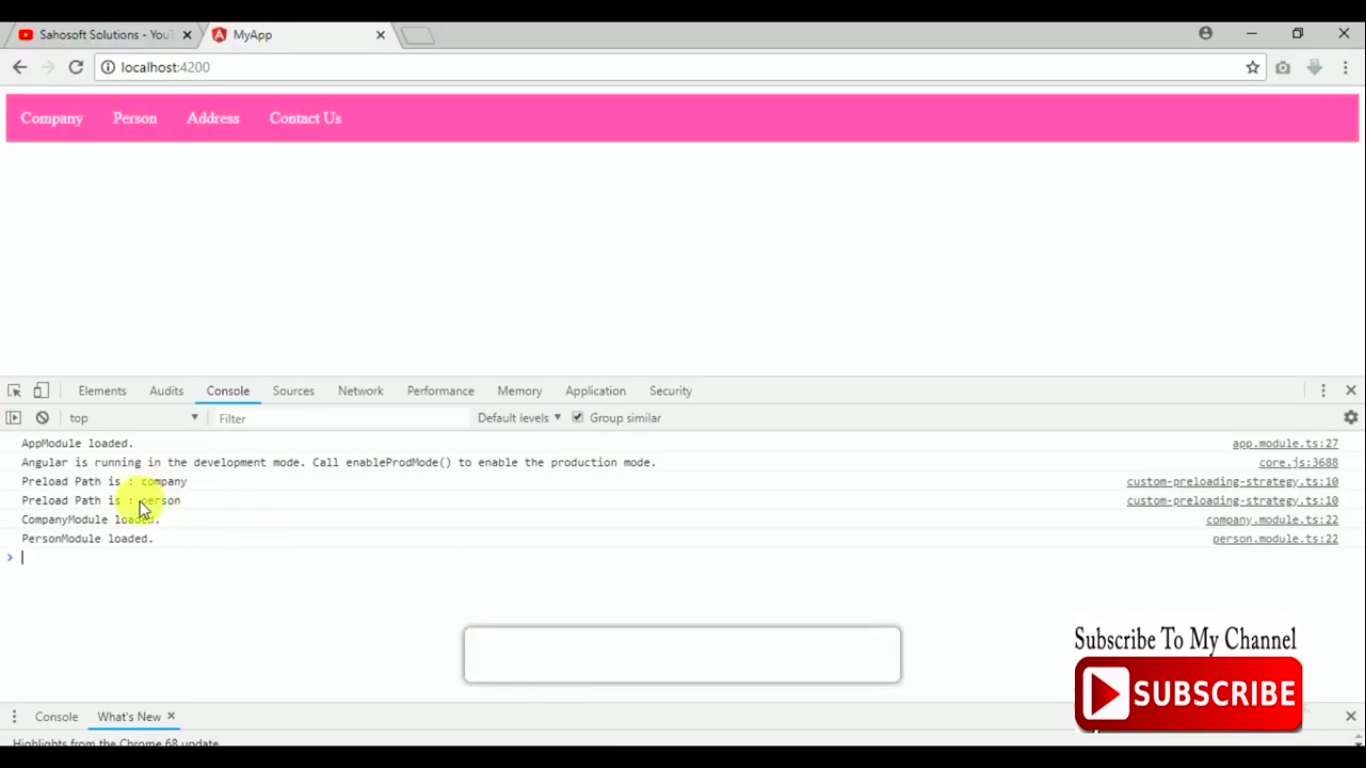 Sahosoft Solutions - YouT
MyApp
localhost:4200
Company Person Address Contact Us
Elements Audits Console Sources Network Performance Memory Application Security
top Filter Default levels Group similar
AppModule loaded. app.module.ts:27
Angular is running in the development mode. Call enableProdMode() to enable the production mode. core.js:3688
Preload Path is : company custom-preloading-strategy.ts:10
Preload Path is : person custom-preloading-strategy.ts:10
CompanyModule loaded. company.module.ts:22
PersonModule loaded. person.module.ts:22
Subscribe To My Channel
SUBSCRIBE
Console What's New
Highlights from the Chrome 68 update